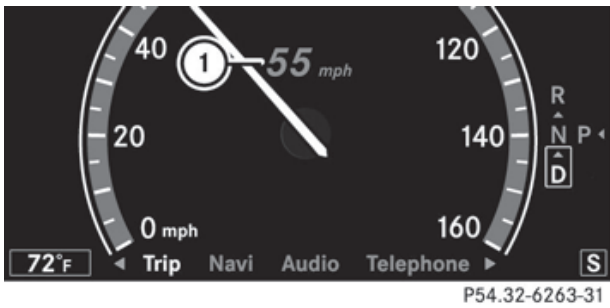 40
1
55 mph
120
R
20
140
N P
D
0 mph
160
72°F Trip Navi Audio Telephone S
P54.32-6263-31